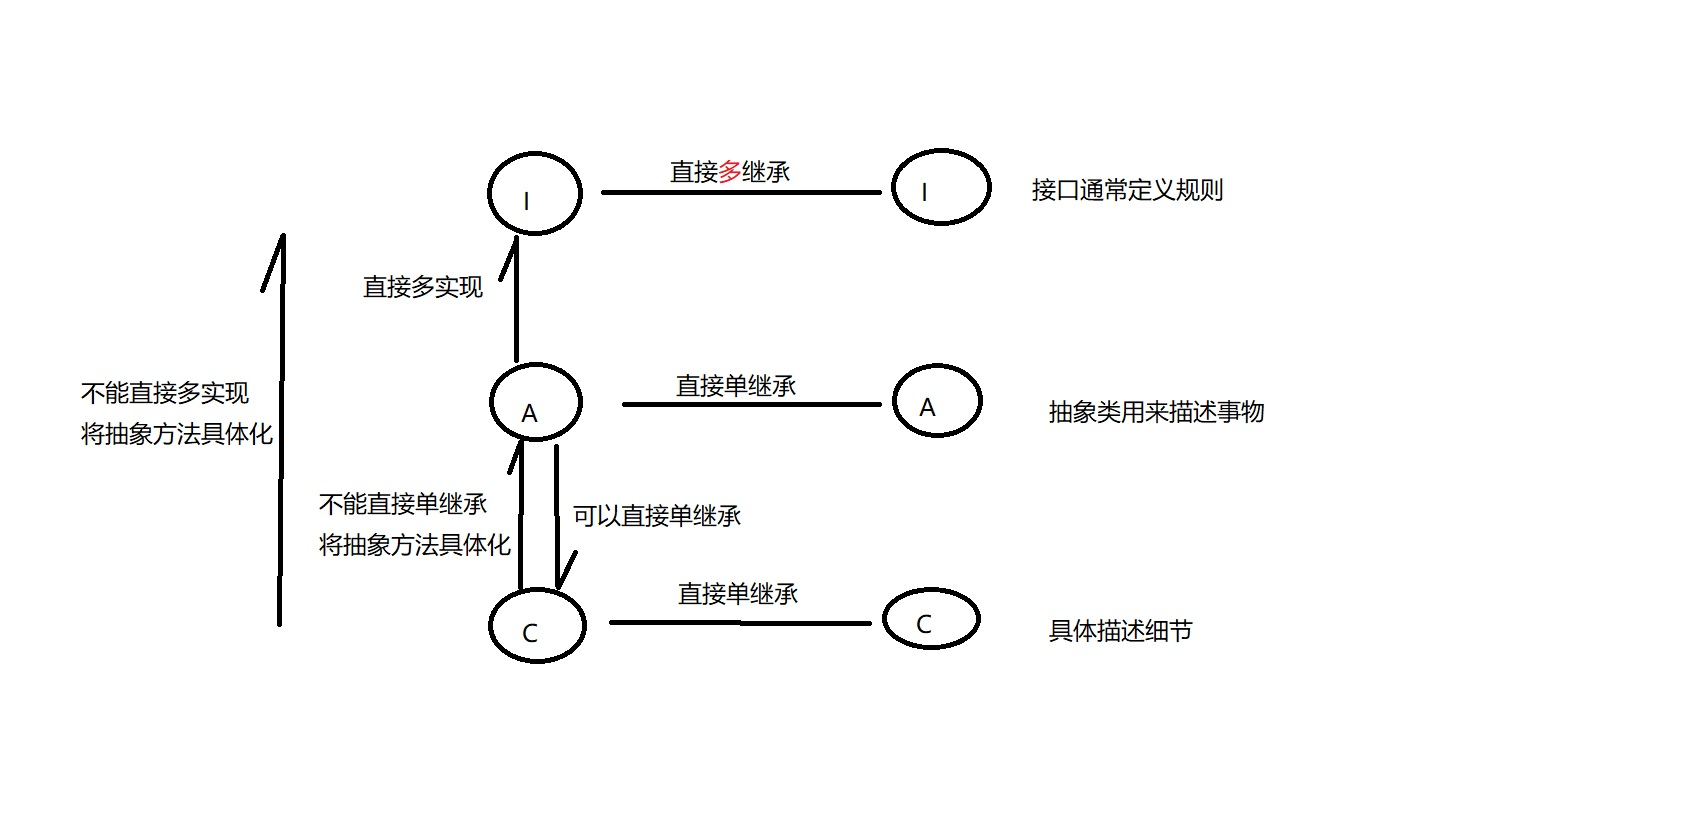 直接多继承
I
I
接口通常定义规则
直接多实现
不能直接多实现
将抽象方法具体化
直接单继承
A
A
抽象类用来描述事物
不能直接单继承
将抽象方法具体化
可以直接单继承
直接单继承
C
C
具体描述细节